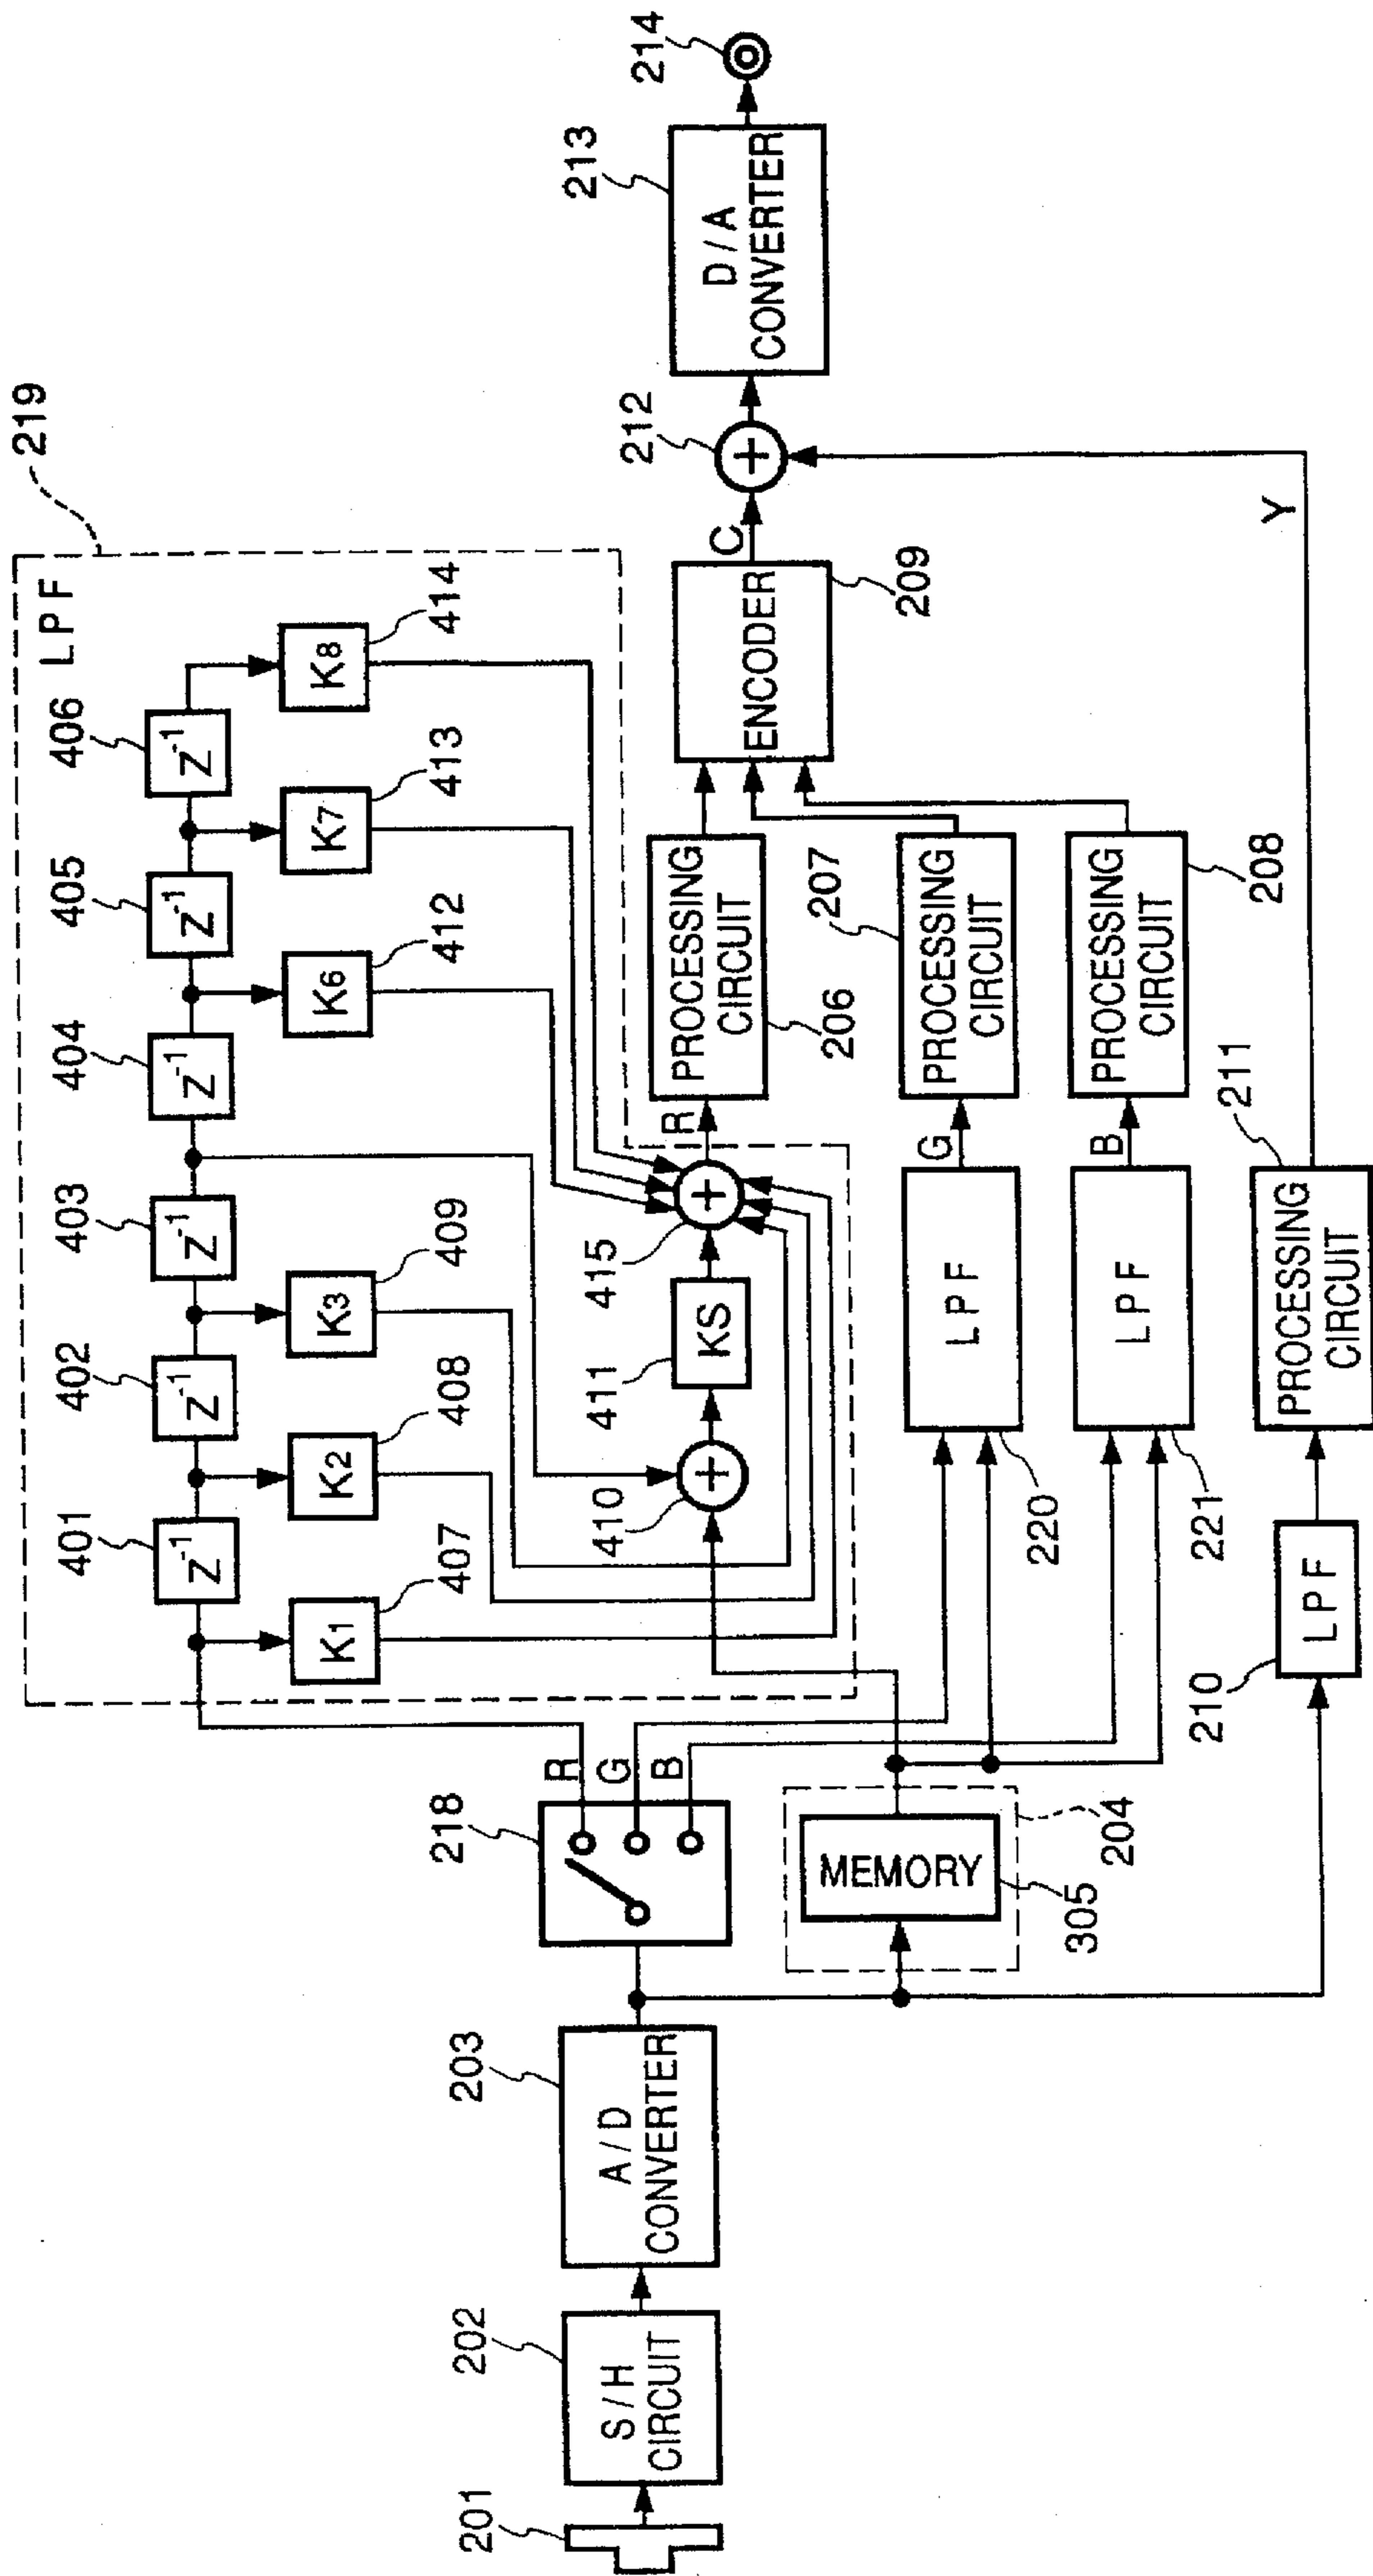 219
LPF
401
402
403
404
405
406
Z⁻¹
Z⁻¹
Z⁻¹
Z⁻¹
Z⁻¹
Z⁻¹
K1
K2
K3
K6
K7
K8
407
408
409
412
413
414
410
411
KS
415
R
PROCESSING
CIRCUIT
206
201
202
S/H
CIRCUIT
203
A/D
CONVERTER
218
R
G
B
MEMORY
305
204
LPF
220
G
207
PROCESSING
CIRCUIT
LPF
221
B
PROCESSING
CIRCUIT
208
ENCODER
209
C
212
213
D/A
CONVERTER
214
210
LPF
211
PROCESSING
CIRCUIT
Y